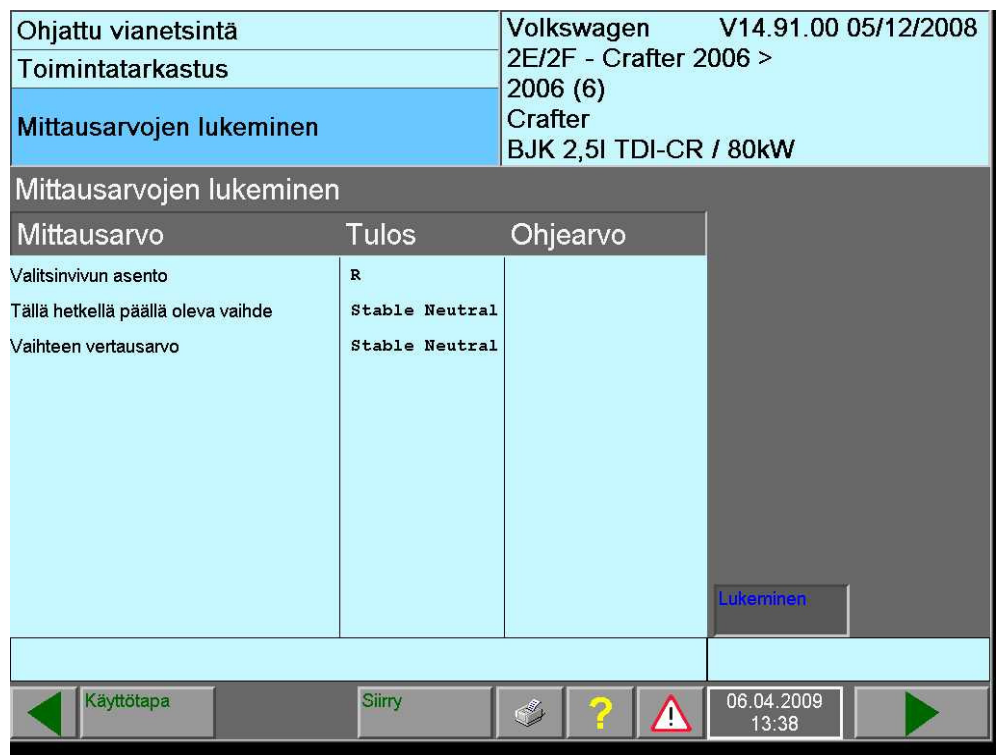 Ohjattu vianetsintä
Toimintatarkastus
Mittausarvojen lukeminen
Volkswagen V14.91.00 05/12/2008
2E/2F - Crafter 2006 >
2006 (6)
Crafter
BJK 2,5l TDI-CR / 80kW
Mittausarvojen lukeminen
Mittausarvo Tulos Ohjearvo
Valitsinvivun asento R
Tällä hetkellä päällä oleva vaihde Stable Neutral
Vaihteen vertausarvo Stable Neutral
Lukeminen
Käyttötapa Siirry ? ! 06.04.2009
13:38